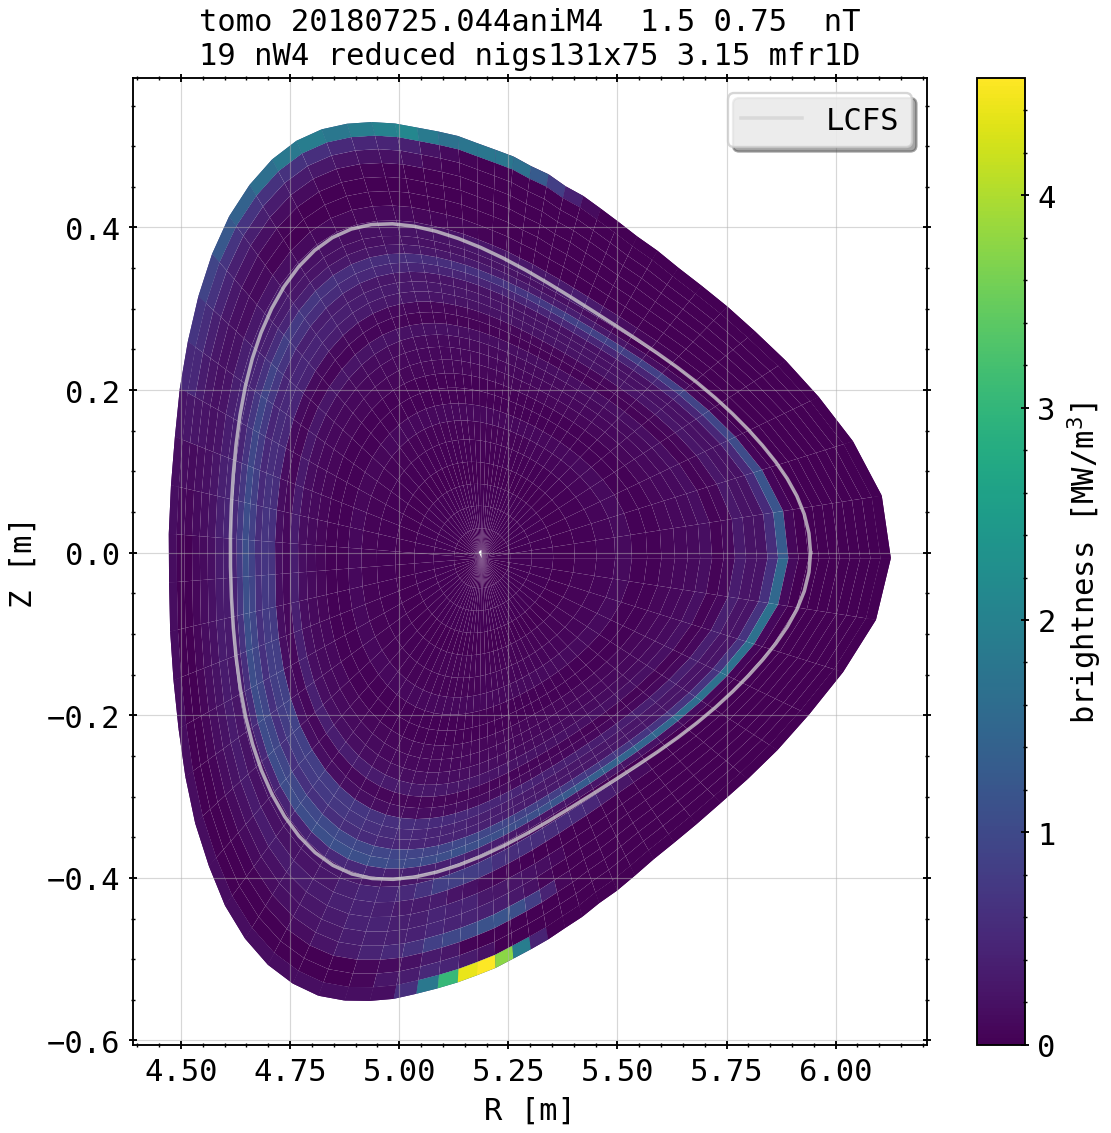 tomo 20180725.044aniM4  1.5 0.75  nT
19 nW4 reduced nigs131x75 3.15 mfr1D
LCFS
0.4
0.2
0.0
−0.2
−0.4
−0.6
Z [m]
4.50 4.75 5.00 5.25 5.50 5.75 6.00
R [m]
4
3
2
1
0
brightness [MW/m³]